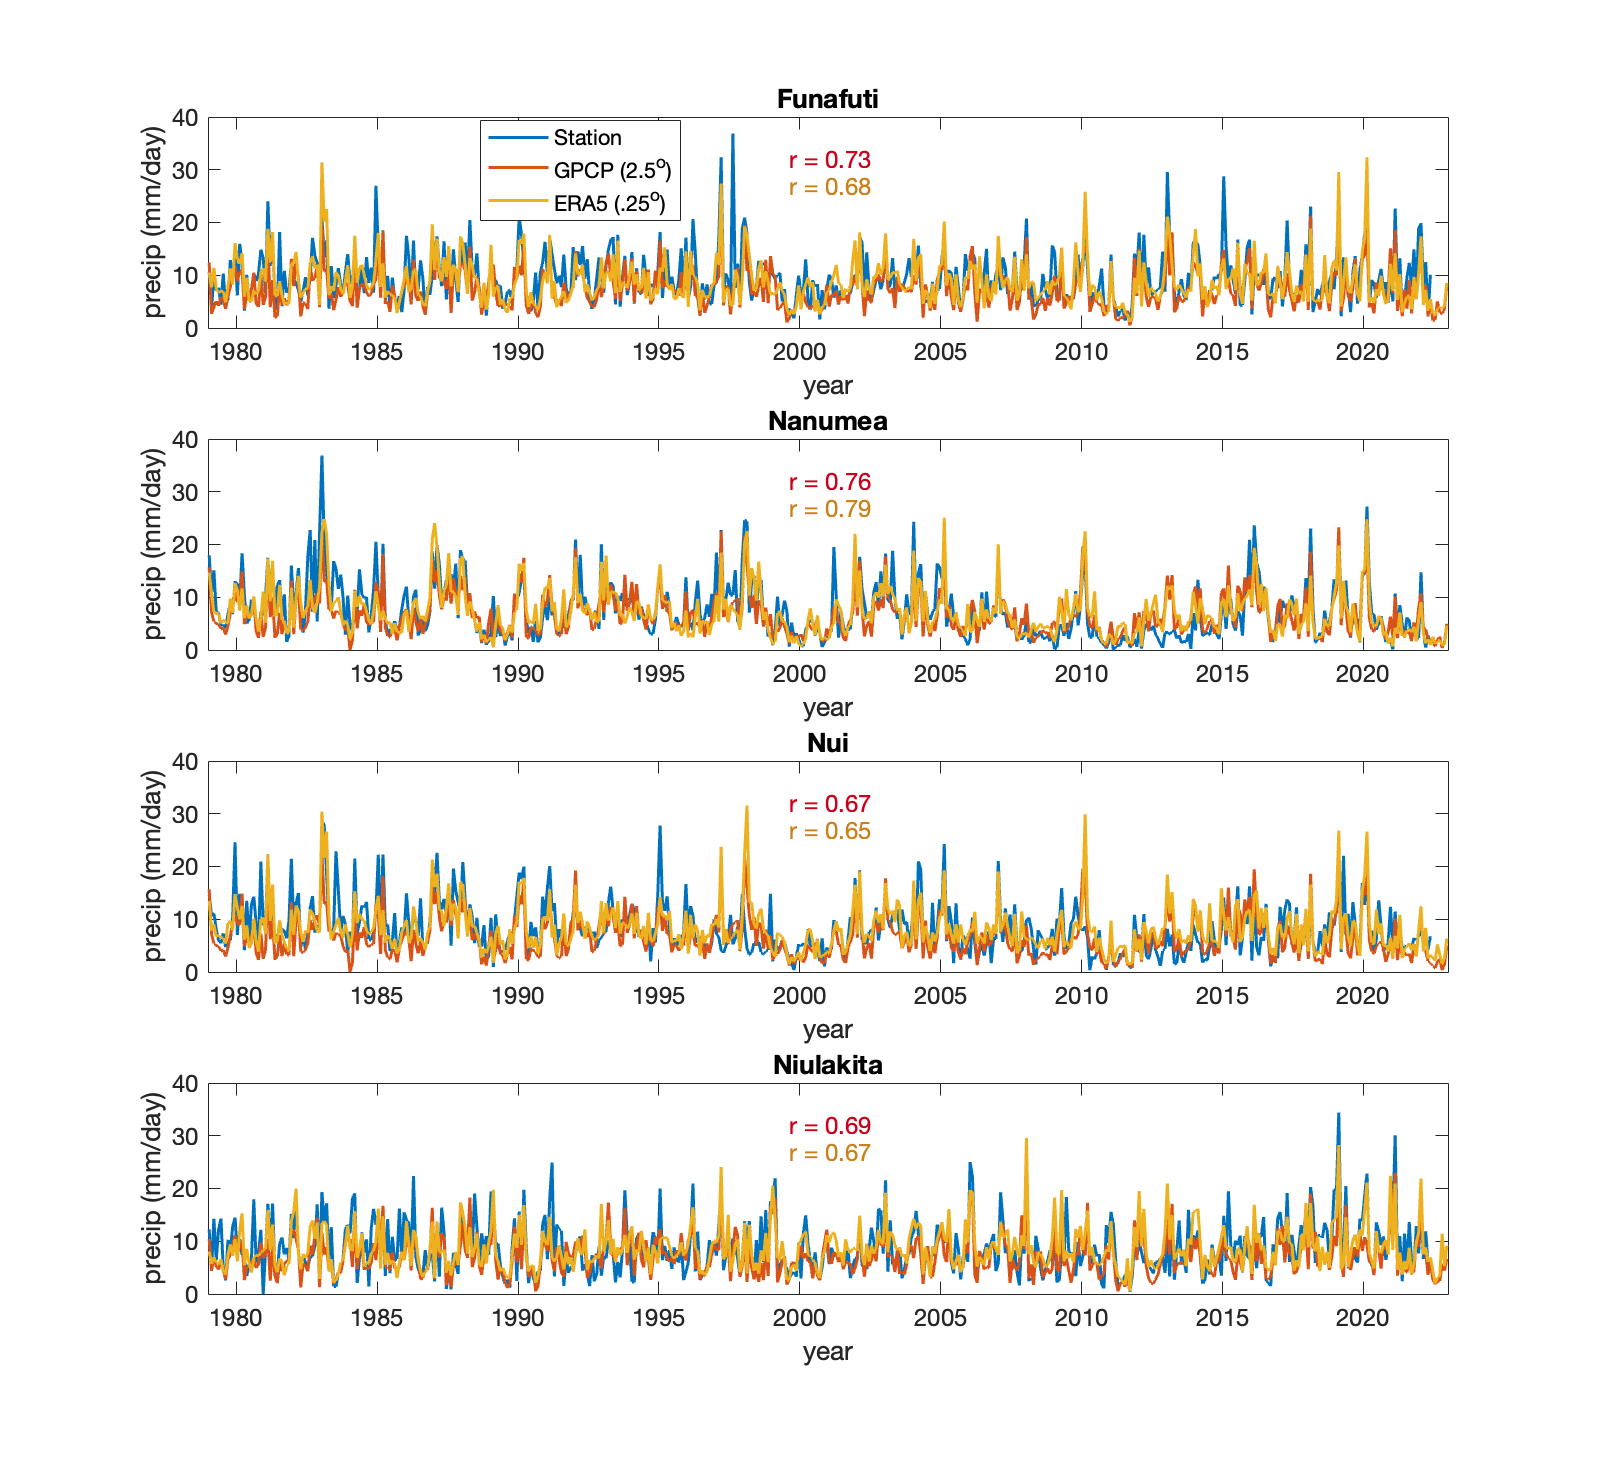 Funafuti
40
30
20
10
0
precip (mm/day)
Station
GPCP (2.5º)
ERA5 (.25º)
r = 0.73
r = 0.68
1980 1985 1990 1995 2000 2005 2010 2015 2020
year
Nanumea
40
30
20
10
0
precip (mm/day)
r = 0.76
r = 0.79
1980 1985 1990 1995 2000 2005 2010 2015 2020
year
Nui
40
30
20
10
0
precip (mm/day)
r = 0.67
r = 0.65
1980 1985 1990 1995 2000 2005 2010 2015 2020
year
Niulakita
40
30
20
10
0
precip (mm/day)
r = 0.69
r = 0.67
1980 1985 1990 1995 2000 2005 2010 2015 2020
year